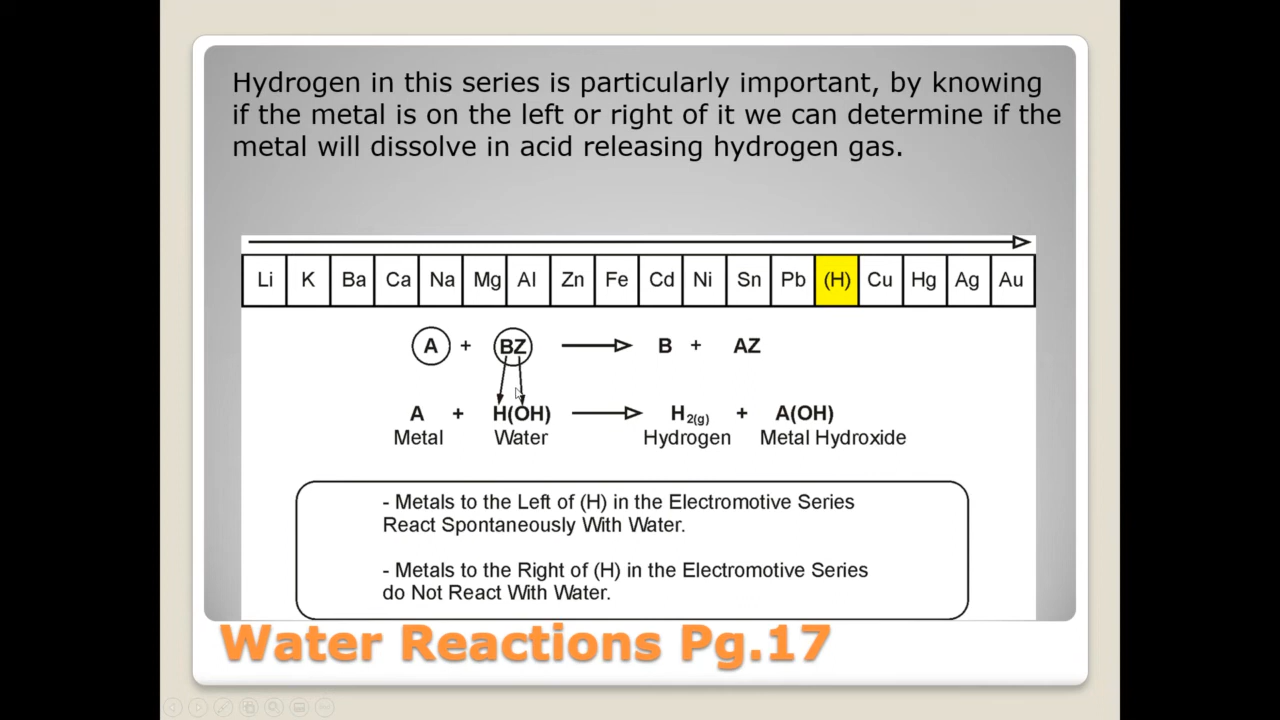 Hydrogen in this series is particularly important, by knowing
if the metal is on the left or right of it we can determine if the
metal will dissolve in acid releasing hydrogen gas.
Li K Ba Ca Na Mg Al Zn Fe Cd Ni Sn Pb (H) Cu Hg Ag Au
A + BZ B + AZ
A + H(OH) H2(g) + A(OH)
Metal Water Hydrogen Metal Hydroxide
- Metals to the Left of (H) in the Electromotive Series
React Spontaneously With Water.
- Metals to the Right of (H) in the Electromotive Series
do Not React With Water.
Water Reactions Pg.17